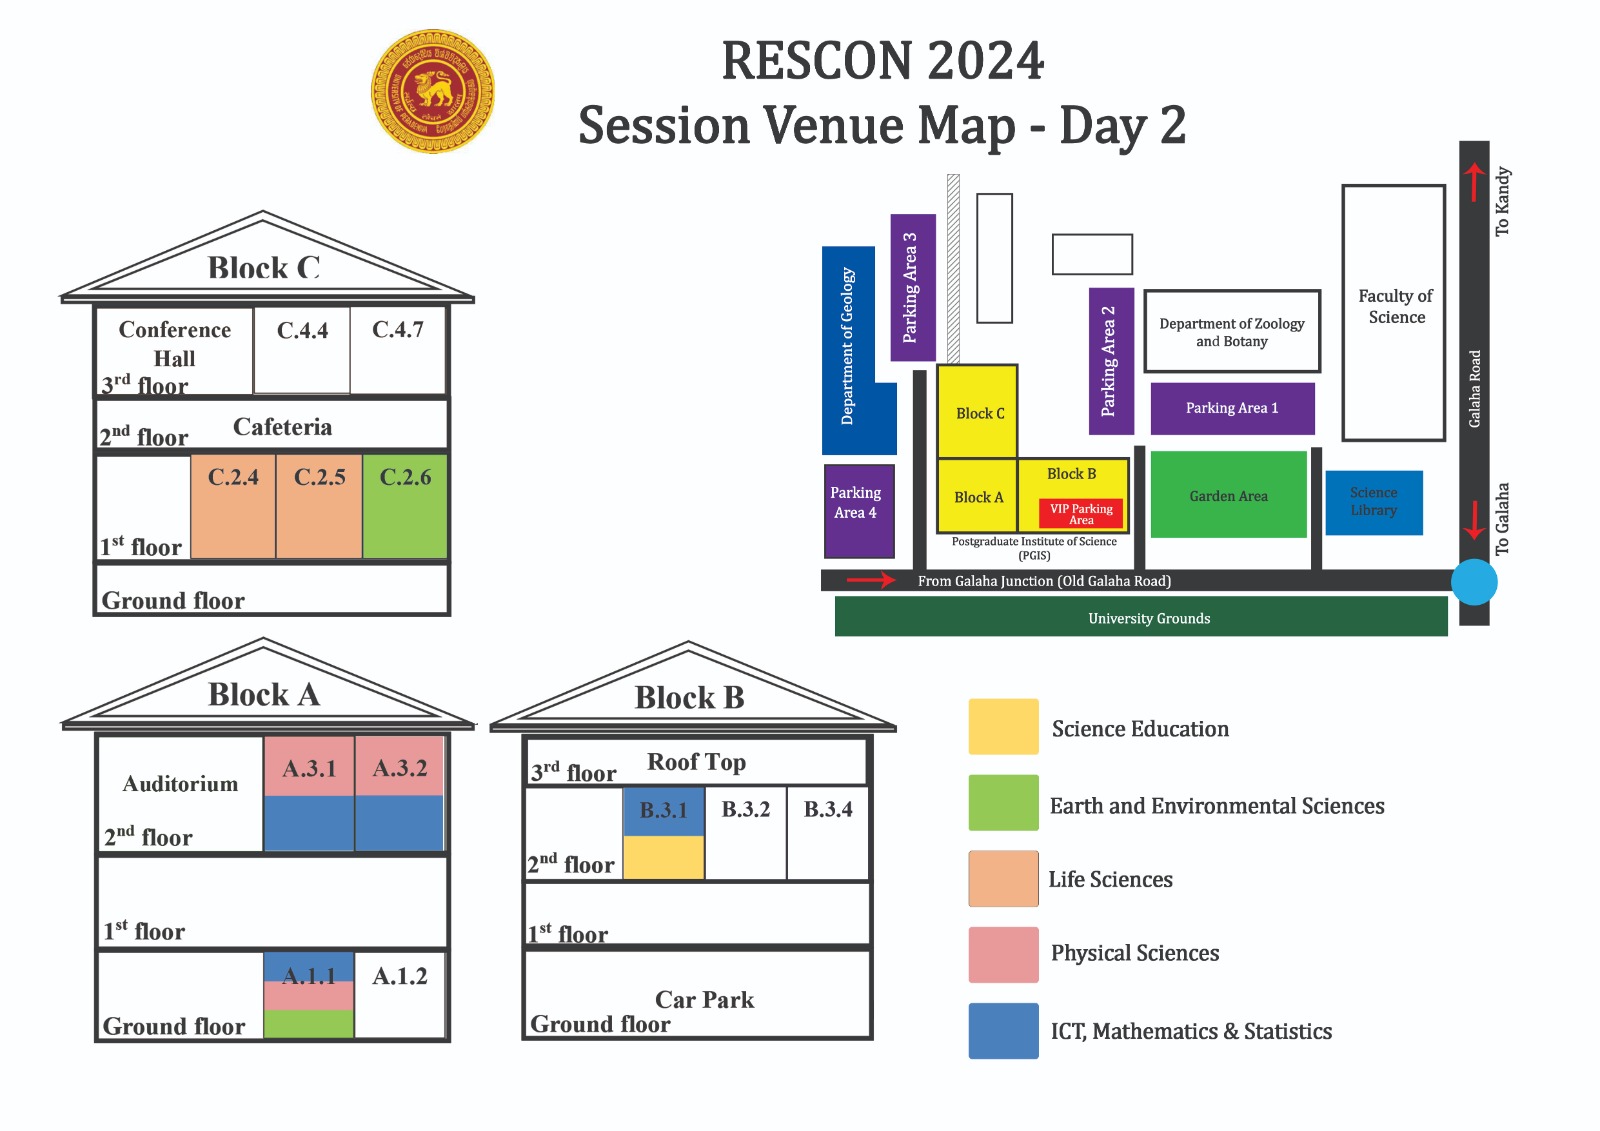 RESCON 2024
Session Venue Map - Day 2
Block C
Conference
Hall
3rd floor
C.4.4
C.4.7
2nd floor
Cafeteria
1st floor
C.2.4
C.2.5
C.2.6
Ground floor
Block A
Auditorium
2nd floor
A.3.1
A.3.2
1st floor
Ground floor
A.1.1
A.1.2
Block B
3rd floor
Roof Top
2nd floor
B.3.1
B.3.2
B.3.4
1st floor
Car Park
Ground floor
Department of Geology
Parking Area 3
Parking Area 2
Department of Zoology
and Botany
Faculty of
Science
To Kandy
Galaha Road
To Galaha
Parking Area 1
Block C
Block A
Block B
VIP Parking
Area
Parking
Area 4
Garden Area
Science
Library
Postgraduate Institute of Science
(PGIS)
From Galaha Junction (Old Galaha Road)
University Grounds
Science Education
Earth and Environmental Sciences
Life Sciences
Physical Sciences
ICT, Mathematics & Statistics